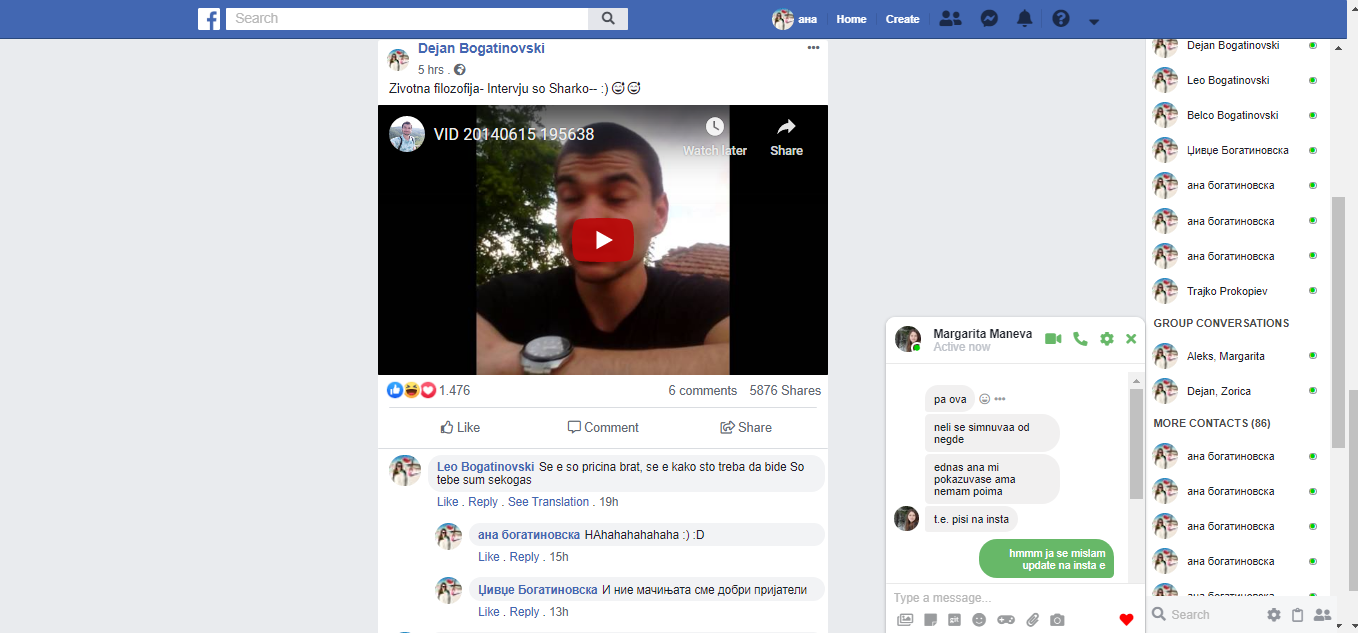 Search
ана
Home
Create
Dejan Bogatinovski
5 hrs .
Zivotna filozofija- Intervju so Sharko-- :)
VID 20140615 195638
Watch later
Share
1.476
6 comments
5876 Shares
Like
Comment
Share
Leo Bogatinovski Se e so pricina brat, se e kako sto treba da bide So
tebe sum sekogas
Like . Reply . See Translation . 19h
ана богатиновска HAhahahahahaha :) :D
Like . Reply . 15h
Цивце Богатиновска И ние мачињата сме добри пријатели
Like . Reply . 13h
Margarita Maneva
Active now
pa ova
neli se simnuvaa od
negde
ednas ana mi
pokazuvase ama
nemam poima
t.e. pisi na insta
hmmm ja se mislam
update na insta e
Type a message...
Dejan Bogatinovski
Leo Bogatinovski
Belco Bogatinovski
Цивце Богатиновска
ана богатиновска
ана богатиновска
ана богатиновска
Trajko Prokopiev
GROUP CONVERSATIONS
Aleks, Margarita
Dejan, Zorica
MORE CONTACTS (86)
ана богатиновска
ана богатиновска
ана богатиновска
ана богатиновска
ана богатиновска
Search